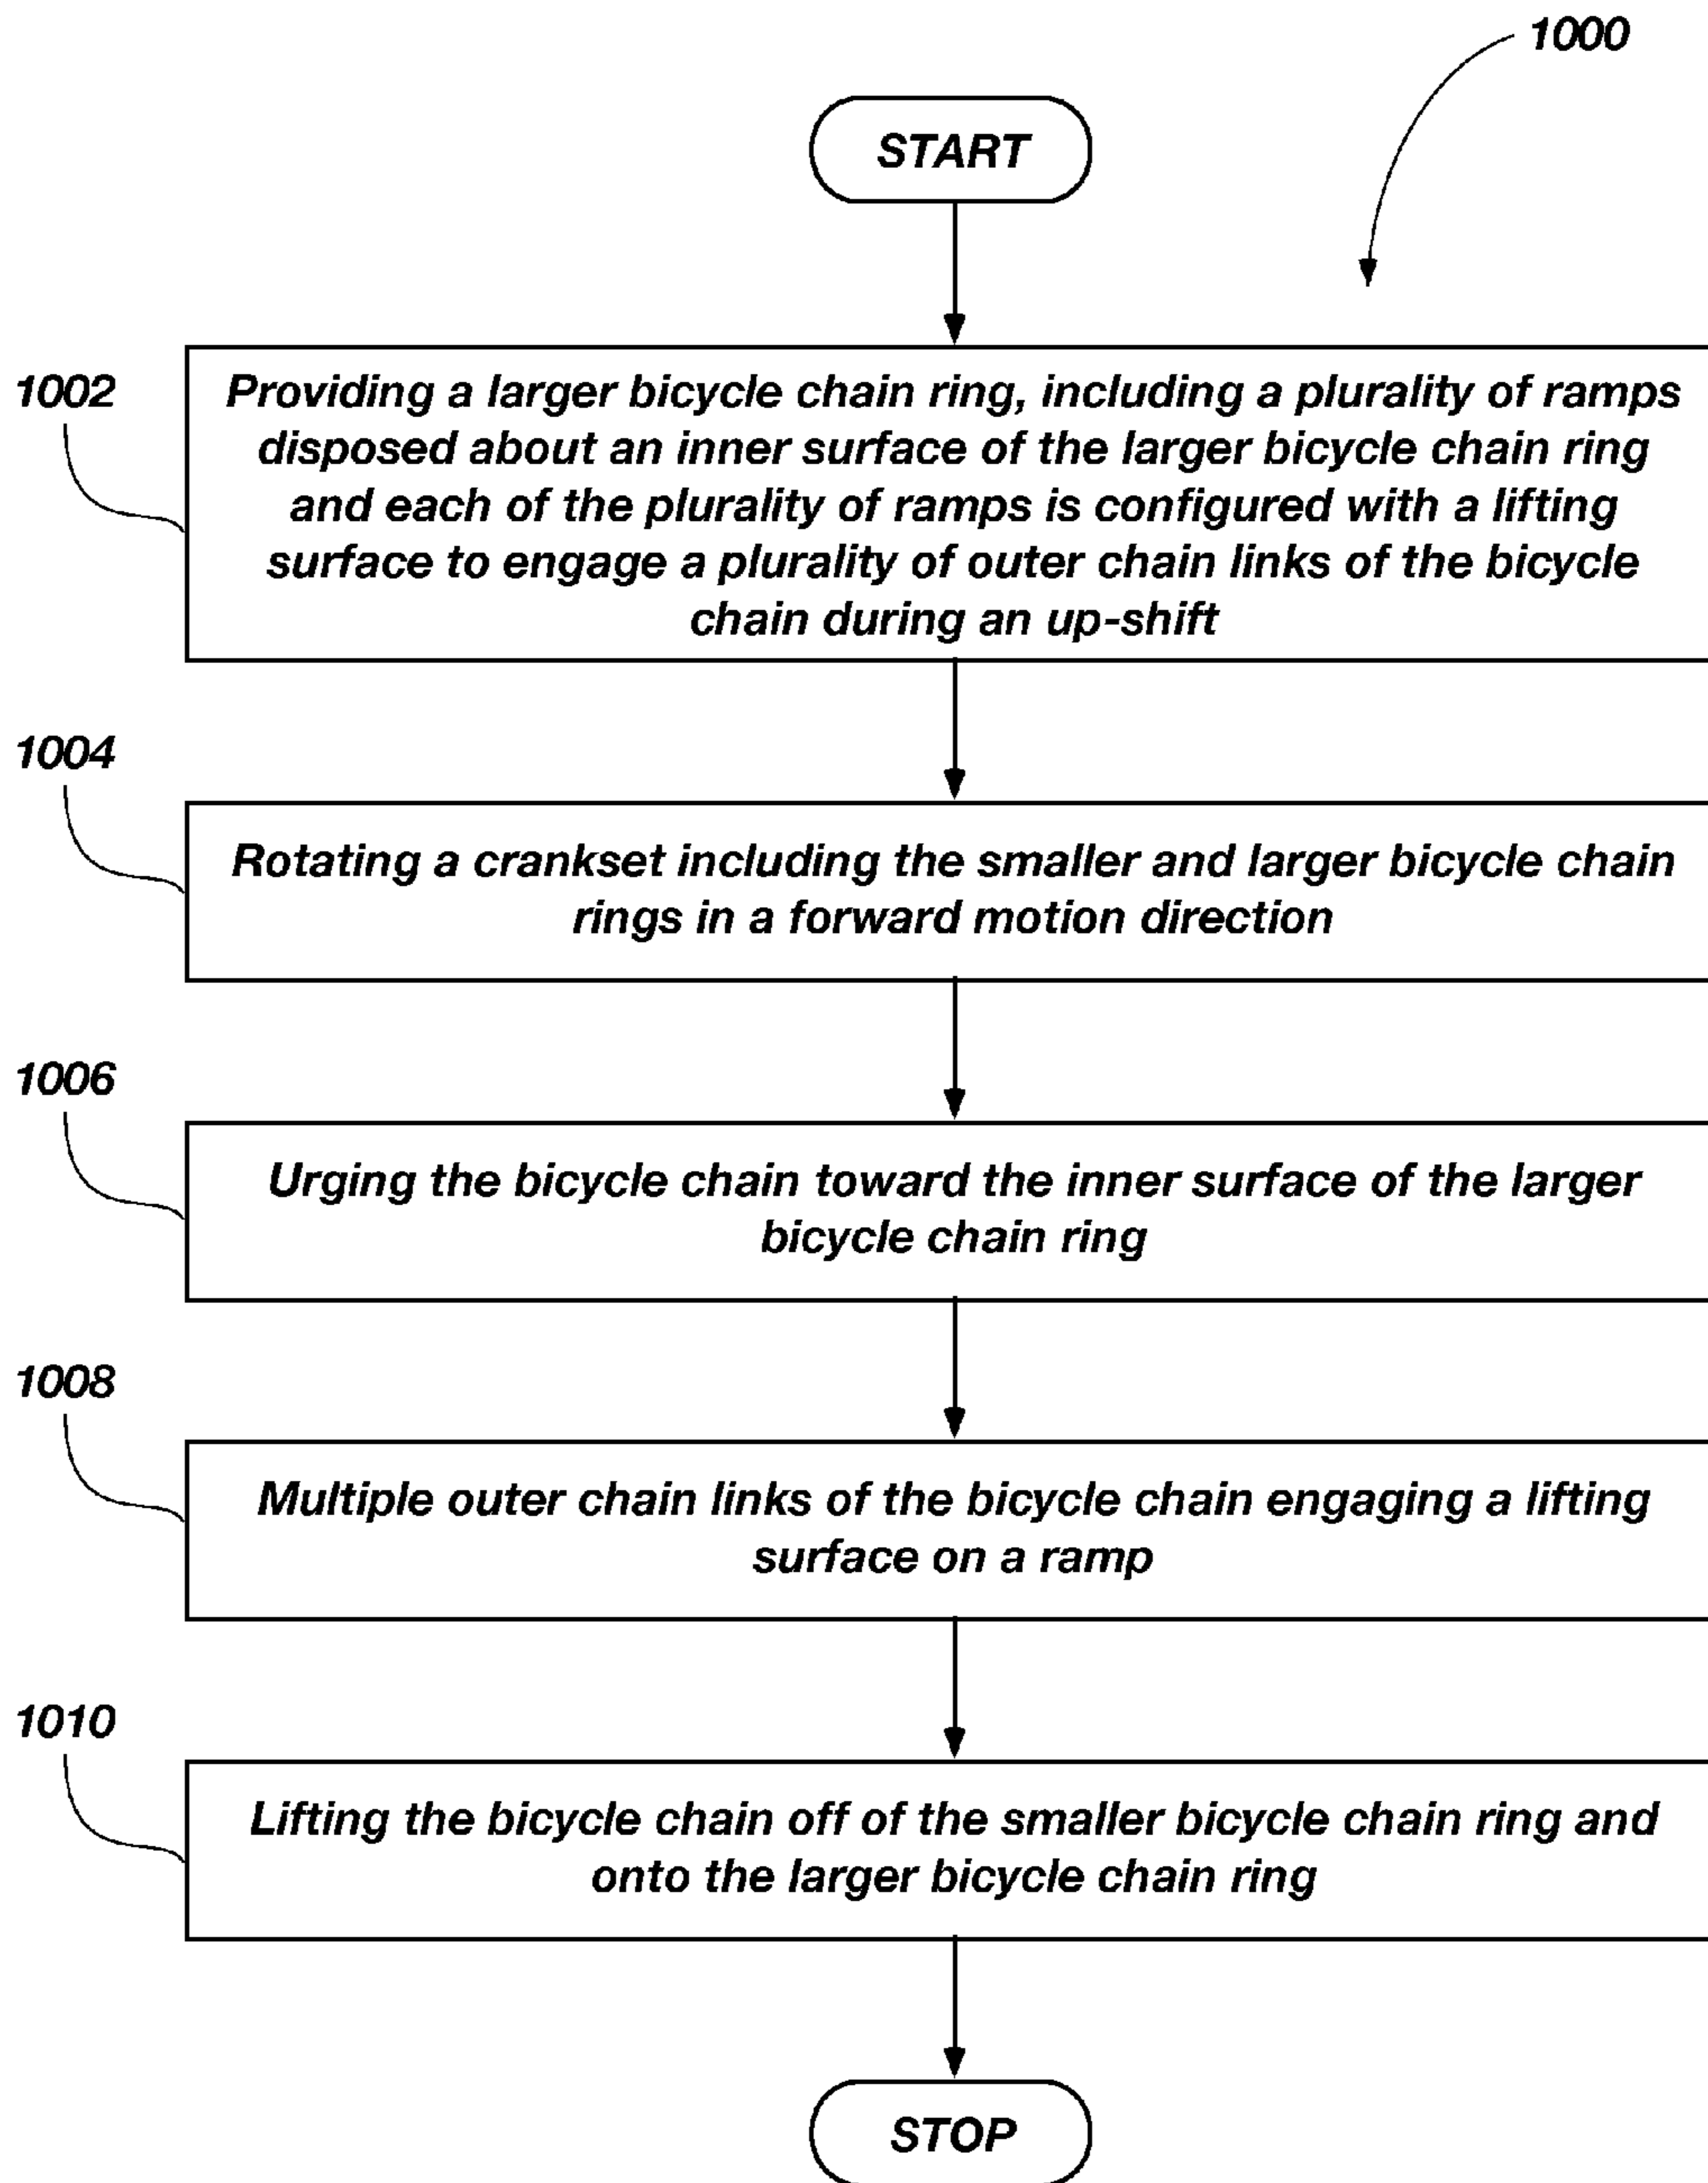 1000
START
1002
Providing a larger bicycle chain ring, including a plurality of ramps
disposed about an inner surface of the larger bicycle chain ring
and each of the plurality of ramps is configured with a lifting
surface to engage a plurality of outer chain links of the bicycle
chain during an up-shift
1004
Rotating a crankset including the smaller and larger bicycle chain
rings in a forward motion direction
1006
Urging the bicycle chain toward the inner surface of the larger
bicycle chain ring
1008
Multiple outer chain links of the bicycle chain engaging a lifting
surface on a ramp
1010
Lifting the bicycle chain off of the smaller bicycle chain ring and
onto the larger bicycle chain ring
STOP